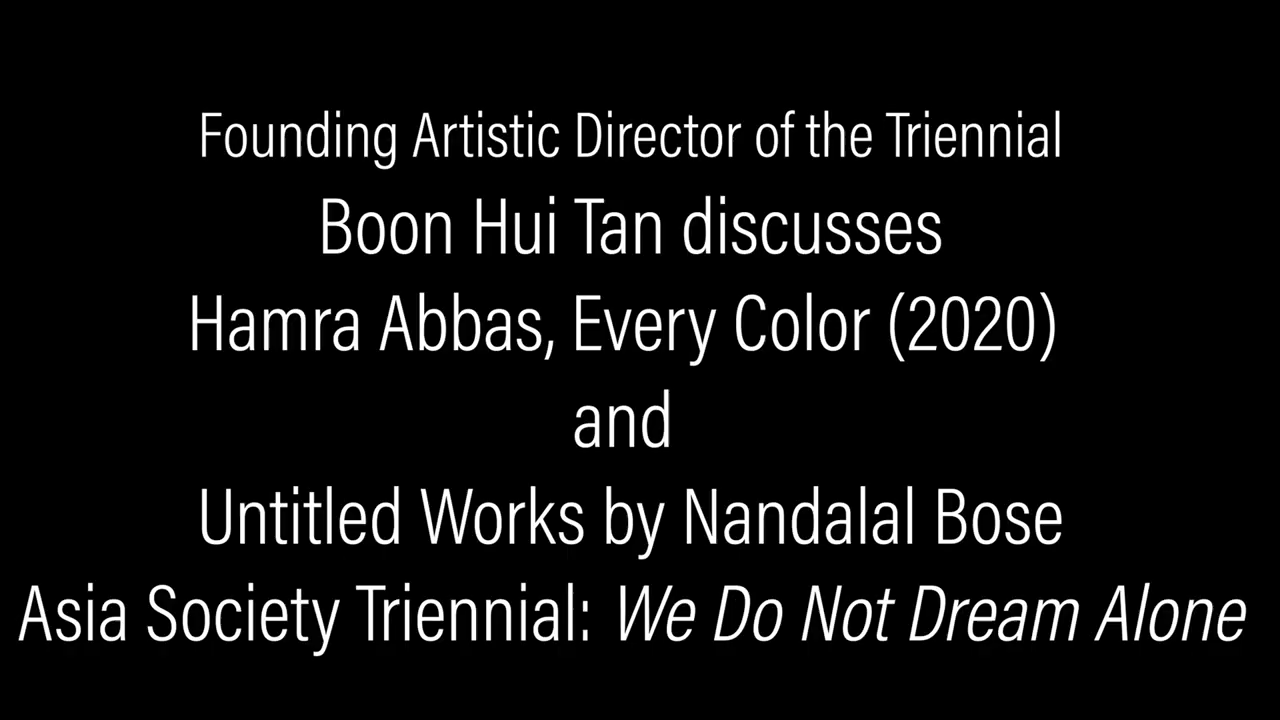 Founding Artistic Director of the Triennial
Boon Hui Tan discusses
Hamra Abbas, Every Color (2020)
and
Untitled Works by Nandalal Bose
Asia Society Triennial: We Do Not Dream Alone